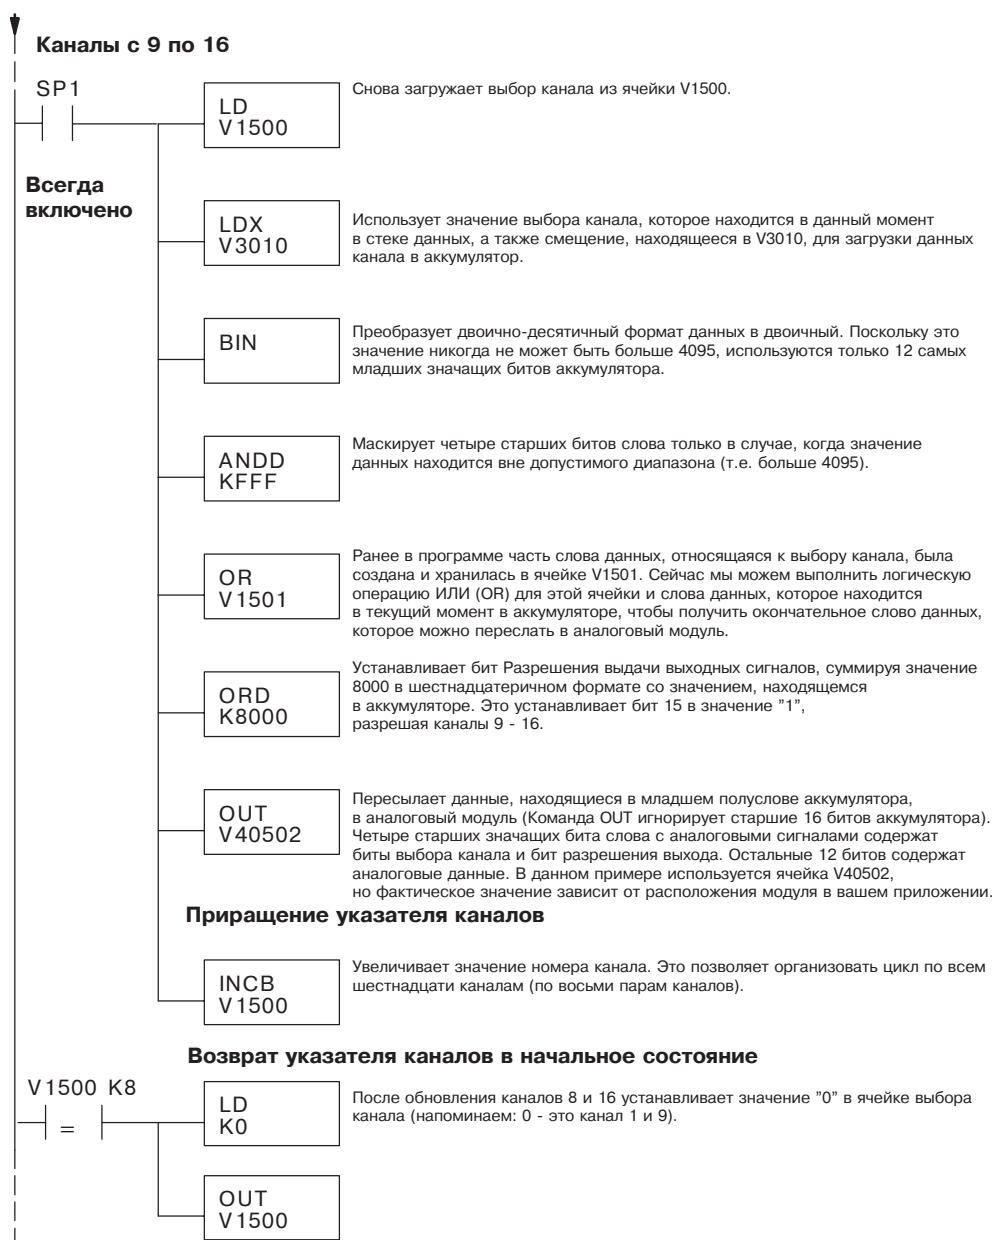 Каналы с 9 по 16
SP1
LD
V1500
Снова загружает выбор канала из ячейки V1500.
Всегда
включено
LDX
V3010
Использует значение выбора канала, которое находится в данный момент
в стеке данных, а также смещение, находящееся в V3010, для загрузки данных
канала в аккумулятор.
BIN
Преобразует двоично-десятичный формат данных в двоичный. Поскольку это
значение никогда не может быть больше 4095, используются только 12 самых
младших значащих битов аккумулятора.
ANDD
KFFF
Маскирует четыре старших битов слова только в случае, когда значение
данных находится вне допустимого диапазона (т.е. больше 4095).
OR
V1501
Ранее в программе часть слова данных, относящаяся к выбору канала, была
создана и хранилась в ячейке V1501. Сейчас мы можем выполнить логическую
операцию ИЛИ (OR) для этой ячейки и слова данных, которое находится
в текущий момент в аккумуляторе, чтобы получить окончательное слово данных,
которое можно переслать в аналоговый модуль.
ORD
K8000
Устанавливает бит Разрешения выдачи выходных сигналов, суммируя значение
8000 в шестнадцатеричном формате со значением, находящемся
в аккумуляторе. Это устанавливает бит 15 в значение ”1”,
разрешая каналы 9 - 16.
OUT
V40502
Пересылает данные, находящиеся в младшем полуслове аккумулятора,
в аналоговый модуль (Команда OUT игнорирует старшие 16 битов аккумулятора).
Четыре старших значащих бита слова с аналоговыми сигналами содержат
биты выбора канала и бит разрешения выхода. Остальные 12 битов содержат
аналоговые данные. В данном примере используется ячейка V40502,
но фактическое значение зависит от расположения модуля в вашем приложении.
Приращение указателя каналов
INCB
V1500
Увеличивает значение номера канала. Это позволяет организовать цикл по всем
шестнадцати каналам (по восьми парам каналов).
Возврат указателя каналов в начальное состояние
V1500 K8
=
LD
K0
После обновления каналов 8 и 16 устанавливает значение ”0” в ячейке выбора
канала (напоминаем: 0 - это канал 1 и 9).
OUT
V1500